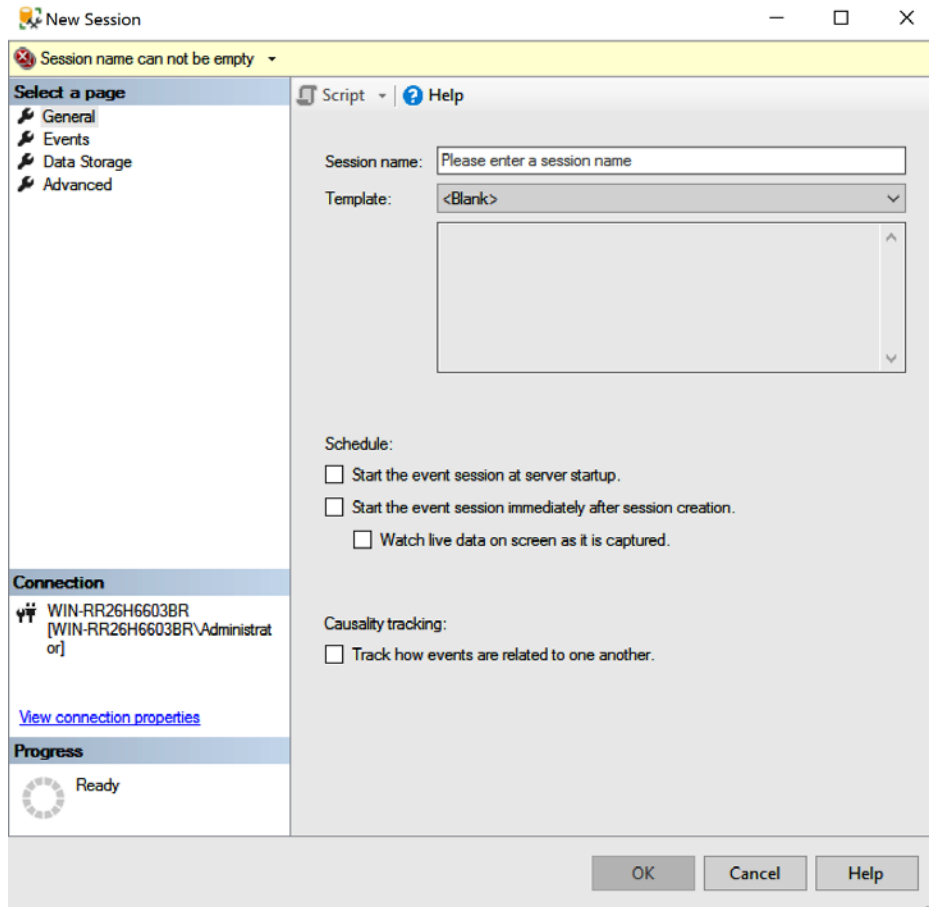 New Session
Session name can not be empty
Select a page
General
Events
Data Storage
Advanced
Script
Help
Session name:
Please enter a session name
Template:
<Blank>
Schedule:
Start the event session at server startup.
Start the event session immediately after session creation.
Watch live data on screen as it is captured.
Causality tracking:
Track how events are related to one another.
Connection
WIN-RR26H6603BR
[WIN-RR26H6603BR\Administrat
or]
View connection properties
Progress
Ready
OK
Cancel
Help